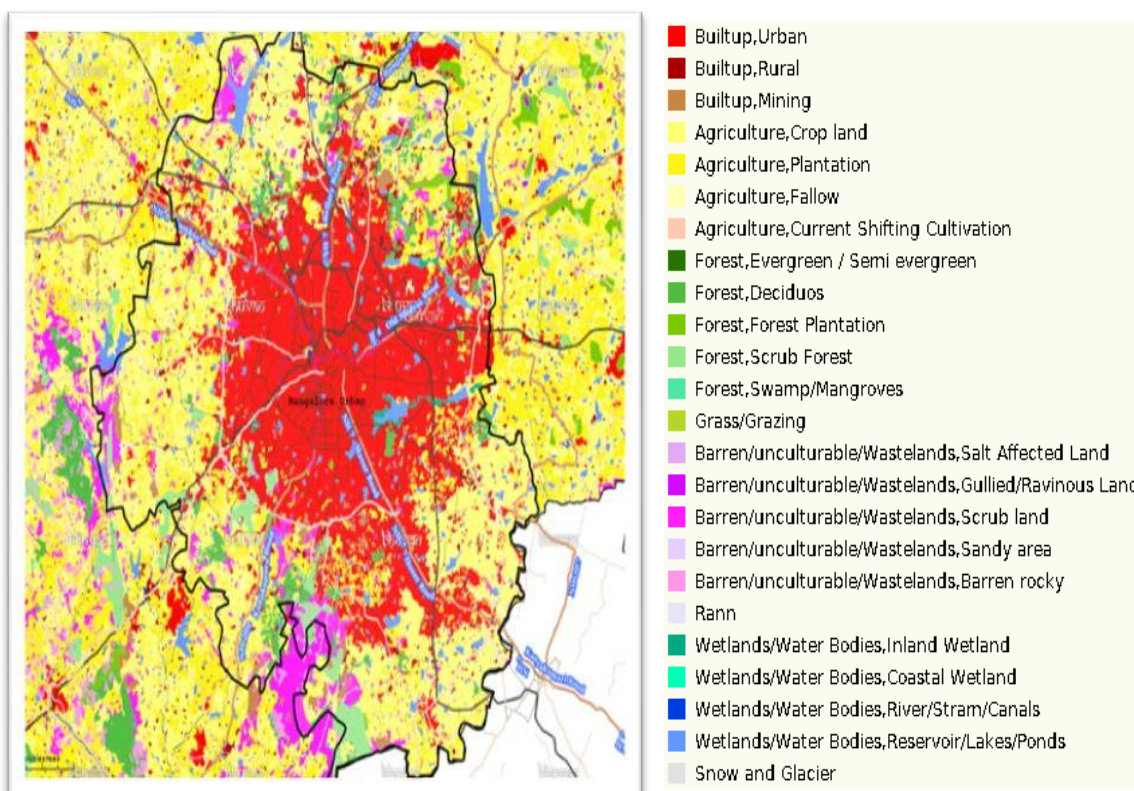 Bangalore Urban
Builtup,Urban
Builtup,Rural
Builtup,Mining
Agriculture,Crop land
Agriculture,Plantation
Agriculture,Fallow
Agriculture,Current Shifting Cultivation
Forest,Evergreen / Semi evergreen
Forest,Deciduos
Forest,Forest Plantation
Forest,Scrub Forest
Forest,Swamp/Mangroves
Grass/Grazing
Barren/unculturable/Wastelands,Salt Affected Land
Barren/unculturable/Wastelands,Gullied/Ravinous Land
Barren/unculturable/Wastelands,Scrub land
Barren/unculturable/Wastelands,Sandy area
Barren/unculturable/Wastelands,Barren rocky
Rann
Wetlands/Water Bodies,Inland Wetland
Wetlands/Water Bodies,Coastal Wetland
Wetlands/Water Bodies,River/Stram/Canals
Wetlands/Water Bodies,Reservoir/Lakes/Ponds
Snow and Glacier